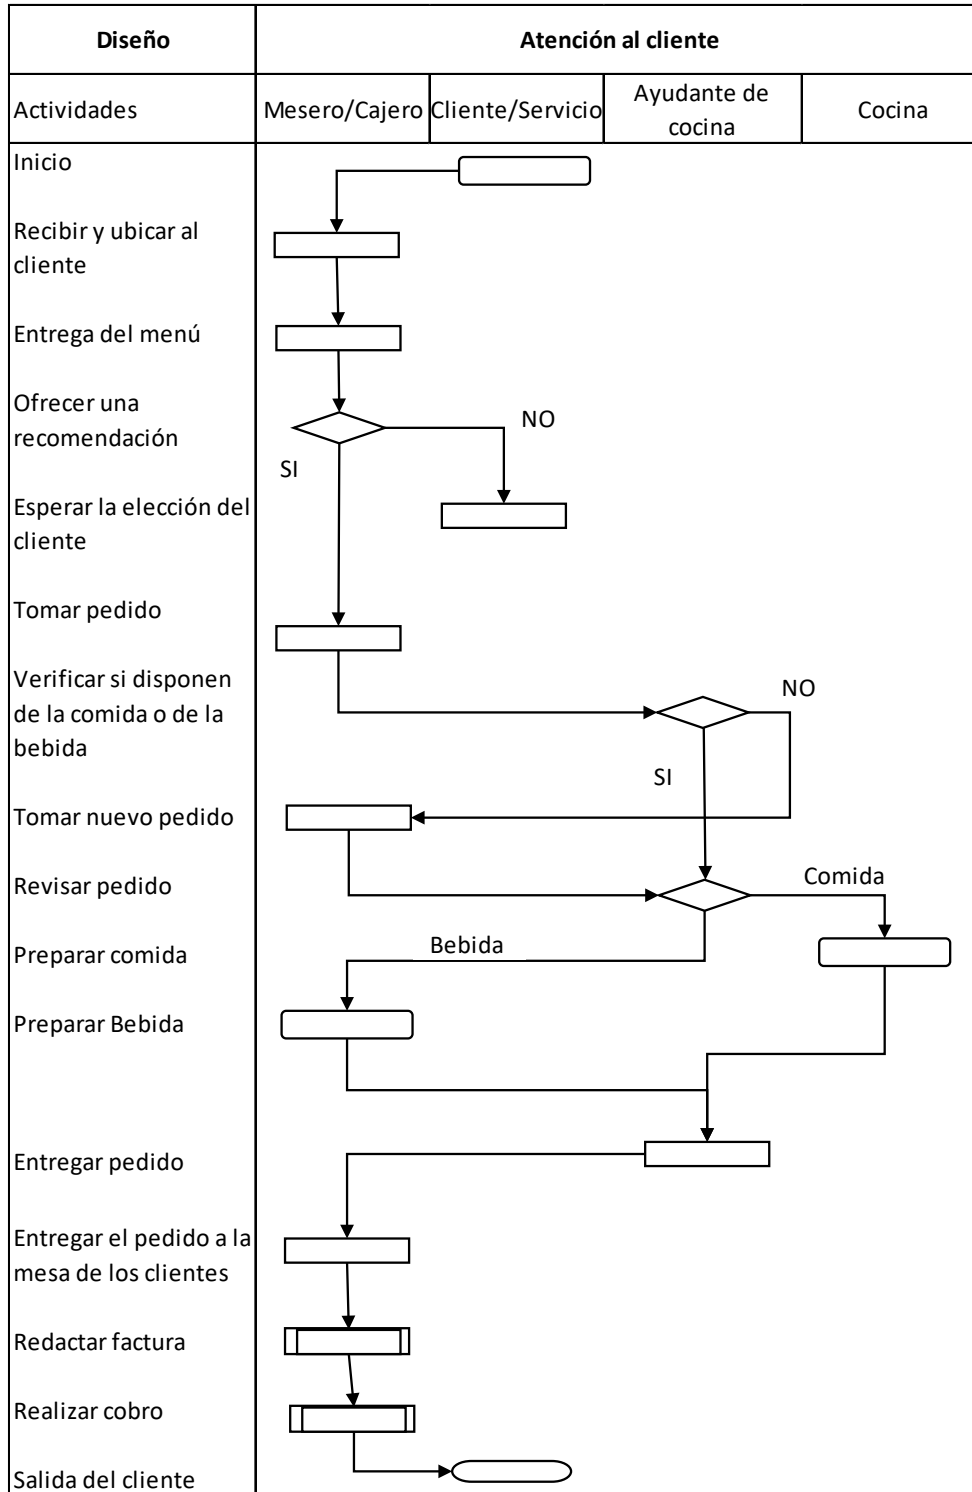 Diseño
Atención al cliente
Actividades
Mesero/Cajero
Cliente/Servicio
Ayudante de
cocina
Cocina
Inicio
Recibir y ubicar al
cliente
Entrega del menú
Ofrecer una
recomendación
NO
SI
Esperar la elección del
cliente
Tomar pedido
Verificar si disponen
de la comida o de la
bebida
NO
SI
Tomar nuevo pedido
Revisar pedido
Comida
Preparar comida
Bebida
Preparar Bebida
Entregar pedido
Entregar el pedido a la
mesa de los clientes
Redactar factura
Realizar cobro
Salida del cliente